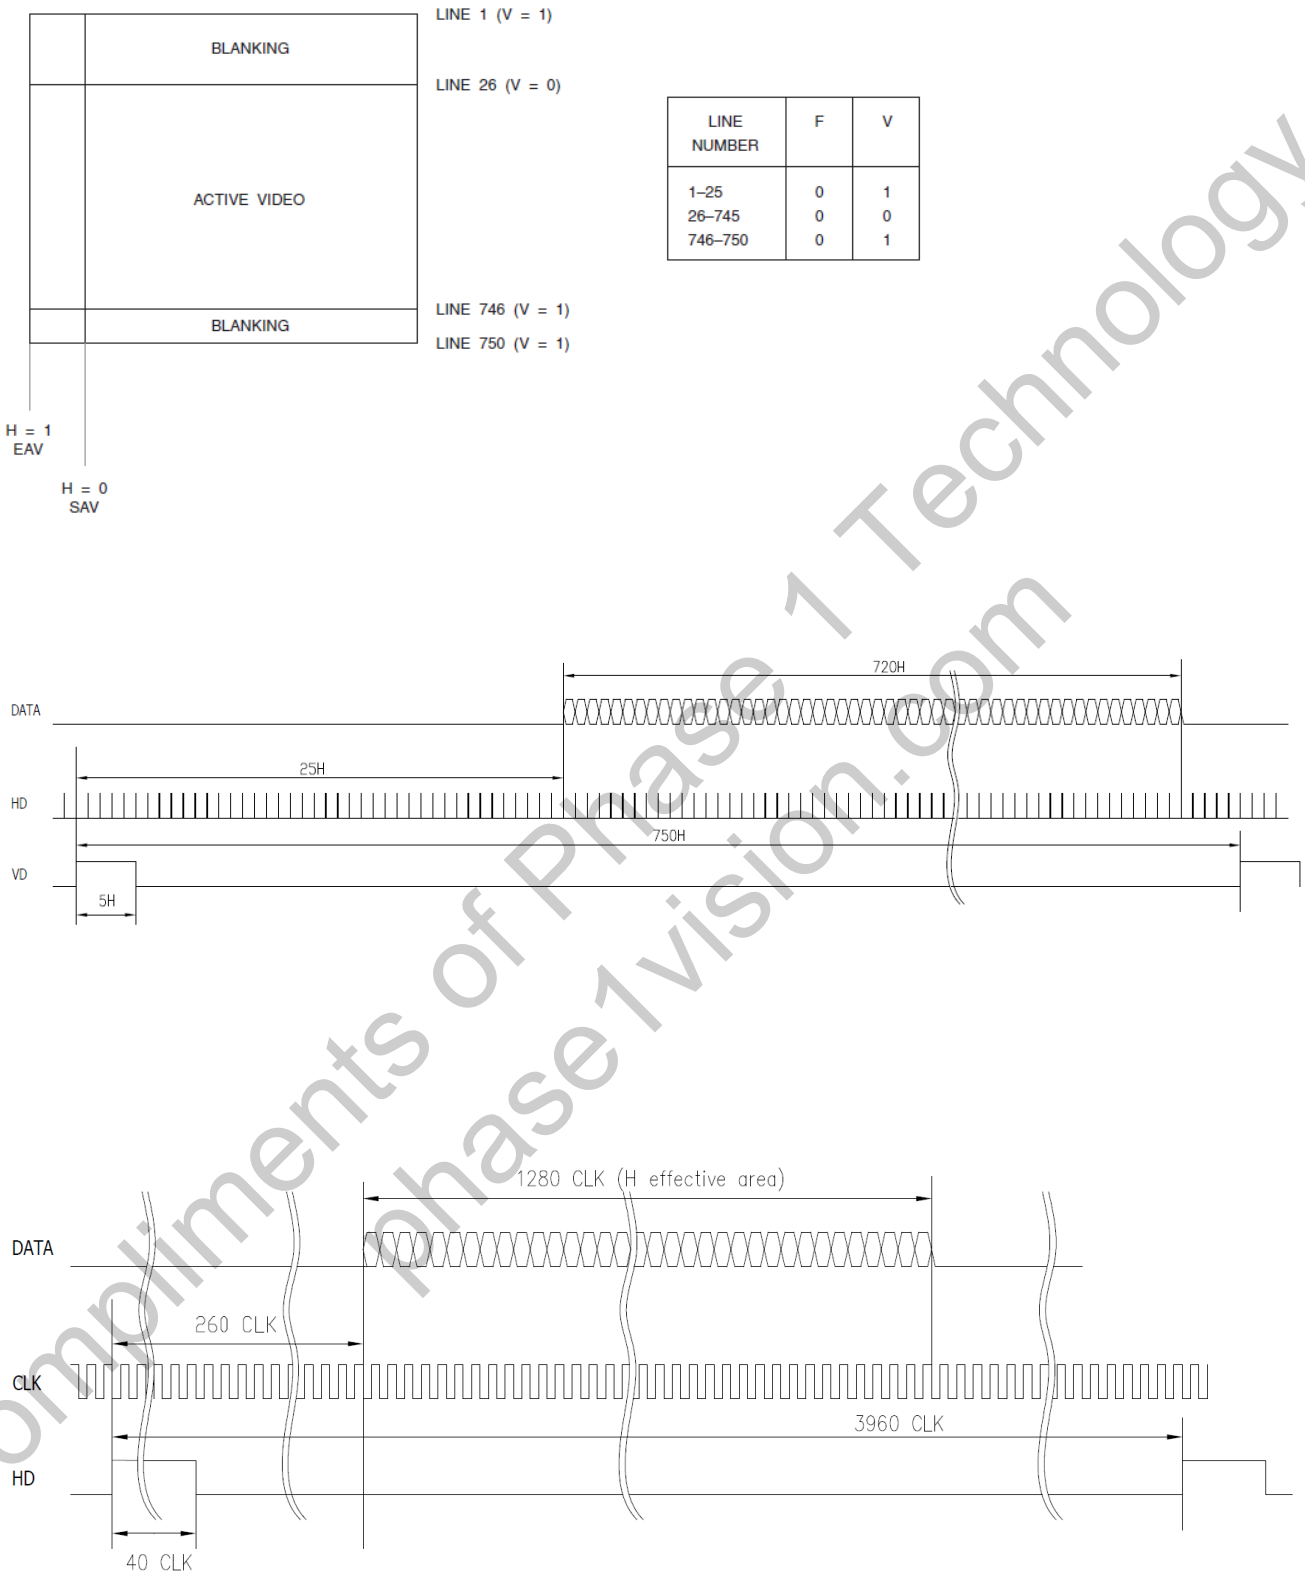 LINE 1 (V = 1)
BLANKING
LINE 26 (V = 0)
ACTIVE VIDEO
LINE 746 (V = 1)
BLANKING
LINE 750 (V = 1)
H = 1
EAV
H = 0
SAV
LINE NUMBER F V
1–25 0 1
26–745 0 0
746–750 0 1
720H
DATA
25H
HD
750H
VD
5H
1280 CLK (H effective area)
DATA
260 CLK
CLK
3960 CLK
HD
40 CLK
ompliments of Phase 1 Technology
phase1vision.com